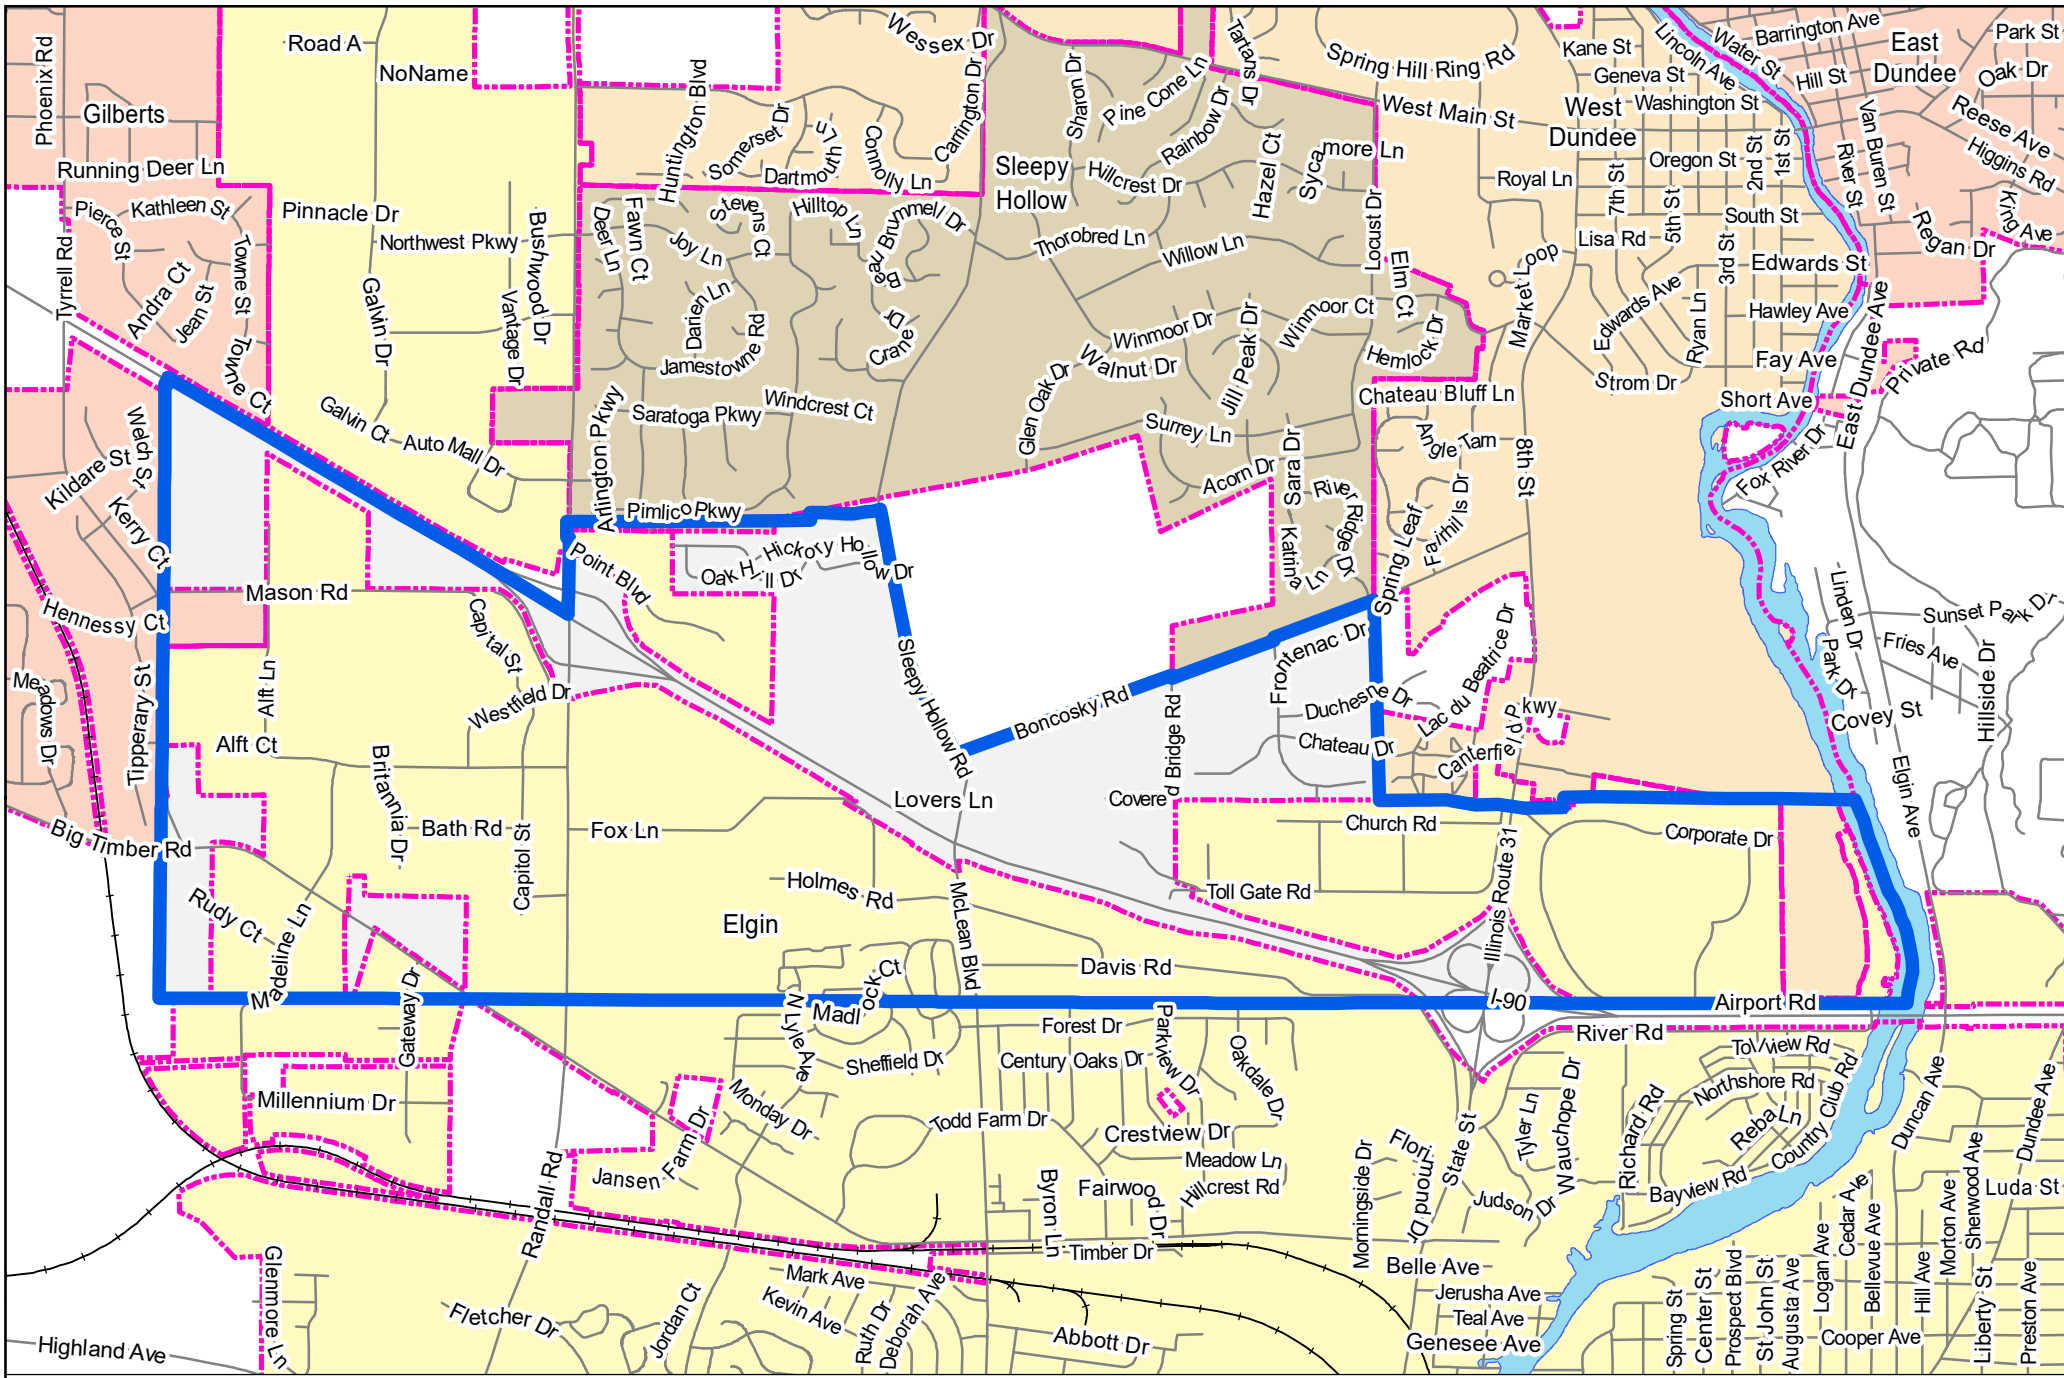 Road A
NoName
Wessex Dr
Tartans Dr
Spring Hill Ring Rd
Kane St
Lincoln Ave
Water St
Barrington Ave
East
Dundee
Park St
Oak Dr
Phoenix Rd
Gilberts
Huntington Blvd
Somerset Dr
Dartmouth Ln
Connolly Ln
Carrington Dr
Sharon Dr
Pine Cone Ln
Rainbow Dr
Geneva St
Hill St
West
Dundee
Washington St
West Main St
Van Buren St
Reese Ave
Higgins Rd
Running Deer Ln
Sleepy
Hollow
Hillcrest Dr
Hazel Ct
Sycamore Ln
Royal Ln
Oregon St
2nd St
1st St
River St
7th St
5th St
South St
King Ave
Regan Dr
Pierce St
Kathleen St
Pinnacle Dr
Northwest Pkwy
Bushwood Dr
Deer Ln
Fawn Ct
Stevens Ct
Joy Ln
Hilltop Ln
Beau Brummell Dr
Thorobred Ln
Willow Ln
Locust Dr
Elm Ct
Market Loop
Lisa Rd
3rd St
Edwards St
Tyrrell Rd
Andra Ct
Jean St
Towne St
Towne Ct
Galvin Dr
Vantage Dr
Darien Ln
Jamestowne Rd
Crane Dr
Winmoor Dr
Winmoor Ct
Walnut Dr
Jill Peak Dr
Hemlock Dr
Edwards Ave
Ryan Ln
Hawley Ave
Fay Ave
East Dundee Ave
Private Rd
Strom Dr
Short Ave
Chateau Bluff Ln
Welch St
Kildare St
Kerry Ct
Galvin Ct
Auto Mall Dr
Arlington Pkwy
Saratoga Pkwy
Windcrest Ct
Glen Oak Dr
Surrey Ln
Acorn Dr
Sara Dr
River Ridge Dr
Katrina Ln
Angle Tarn
8th St
Fairhills Dr
Spring Leaf
Fox River Dr
Pimlico Pkwy
Point Blvd
Oak Hill Dr
Hickory Hollow Dr
Hennessy Ct
Mason Rd
Capital St
Westfield Dr
Sleepy Hollow Rd
Boncosky Rd
Frontenac Dr
Duchesne Dr
Chateau Dr
Lac du Beatrice Dr
Canterfield Pkwy
Linden Dr
Park Dr
Sunset Park Dr
Fries Ave
Hillside Dr
Covey St
Elgin Ave
Meadows Dr
Tipperary St
Alft Ln
Alft Ct
Britannia Dr
Big Timber Rd
Bath Rd
Capitol St
Fox Ln
Lovers Ln
Covered Bridge Rd
Church Rd
Corporate Dr
Rudy Ct
Madeline Ln
Holmes Rd
Elgin
McLean Blvd
Toll Gate Rd
Illinois Route 31
Gateway Dr
Madlock Ct
N Lyle Ave
Davis Rd
I-90
Airport Rd
River Rd
Forest Dr
Century Oaks Dr
Parkview Dr
Oakdale Dr
Sheffield Dr
Monday Dr
Tollview Rd
Northshore Rd
Reba Ln
Country Club Rd
Duncan Ave
Dundee Ave
Millennium Dr
Todd Farm Dr
Crestview Dr
Meadow Ln
Hillcrest Rd
Fairwood Dr
Byron Ln
Timber Dr
Morningside Dr
Florimond Dr
State St
Tyler Ln
Wauchope Dr
Judson Dr
Richard Rd
Bayview Rd
Luda St
Jansen Farm Dr
Randall Rd
Glenmore Ln
Highland Ave
Fletcher Dr
Jordan Ct
Mark Ave
Kevin Ave
Ruth Dr
Deborah Ave
Abbott Dr
Belle Ave
Jerusha Ave
Teal Ave
Genesee Ave
Spring St
Center St
Prospect Blvd
St John St
Augusta Ave
Logan Ave
Cedar Ave
Bellevue Ave
Hill Ave
Morton Ave
Sherwood Ave
Liberty St
Preston Ave
Cooper Ave